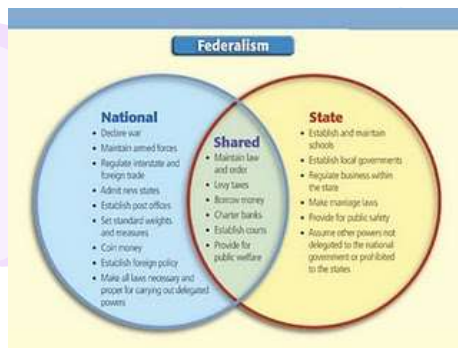 Federalism
National
• Declare war
• Maintain armed forces
• Regulate interstate and
foreign trade
• Admit new states
• Establish post offices
• Set standard weights
and measures
• Coin money
• Establish foreign policy
• Make all laws necessary and
proper for carrying out delegated
powers
Shared
• Maintain law
and order
• Levy taxes
• Borrow money
• Charter banks
• Establish courts
• Provide for
public welfare
State
• Establish and maintain
schools
• Establish local governments
• Regulate business within
the state
• Make marriage laws
• Provide for public safety
• Assume other powers not
delegated to the national
government or prohibited
to the states